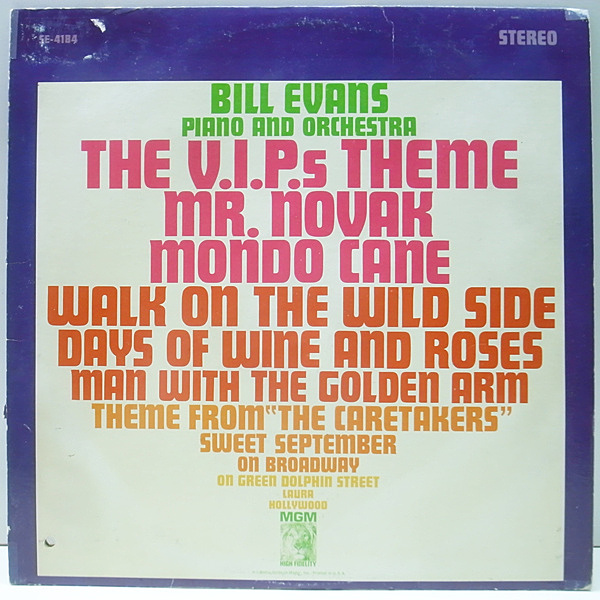 SE-4184
STEREO
BILL EVANS
PIANO AND ORCHESTRA
THE V.I.P.s THEME
MR. NOVAK
MONDO CANE
WALK ON THE WILD SIDE
DAYS OF WINE AND ROSES
MAN WITH THE GOLDEN ARM
THEME FROM "THE CARETAKERS"
SWEET SEPTEMBER
ON BROADWAY
ON GREEN DOLPHIN STREET
LAURA
HOLLYWOOD
MGM
HIGH FIDELITY